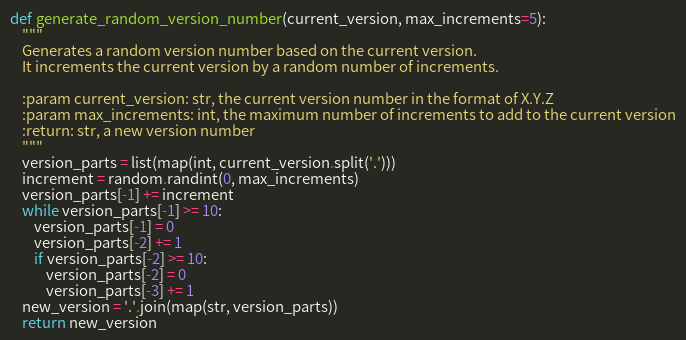 def generate_random_version_number(current_version, max_increments=5):
    """
    Generates a random version number based on the current version.
    It increments the current version by a random number of increments.

    :param current_version: str, the current version number in the format of X.Y.Z
    :param max_increments: int, the maximum number of increments to add to the current version
    :return: str, a new version number
    """
    version_parts = list(map(int, current_version.split('.')))
    increment = random.randint(0, max_increments)
    version_parts[-1] += increment
    while version_parts[-1] >= 10:
        version_parts[-1] = 0
        version_parts[-2] += 1
        if version_parts[-2] >= 10:
            version_parts[-2] = 0
            version_parts[-3] += 1
    new_version = '.'.join(map(str, version_parts))
    return new_version